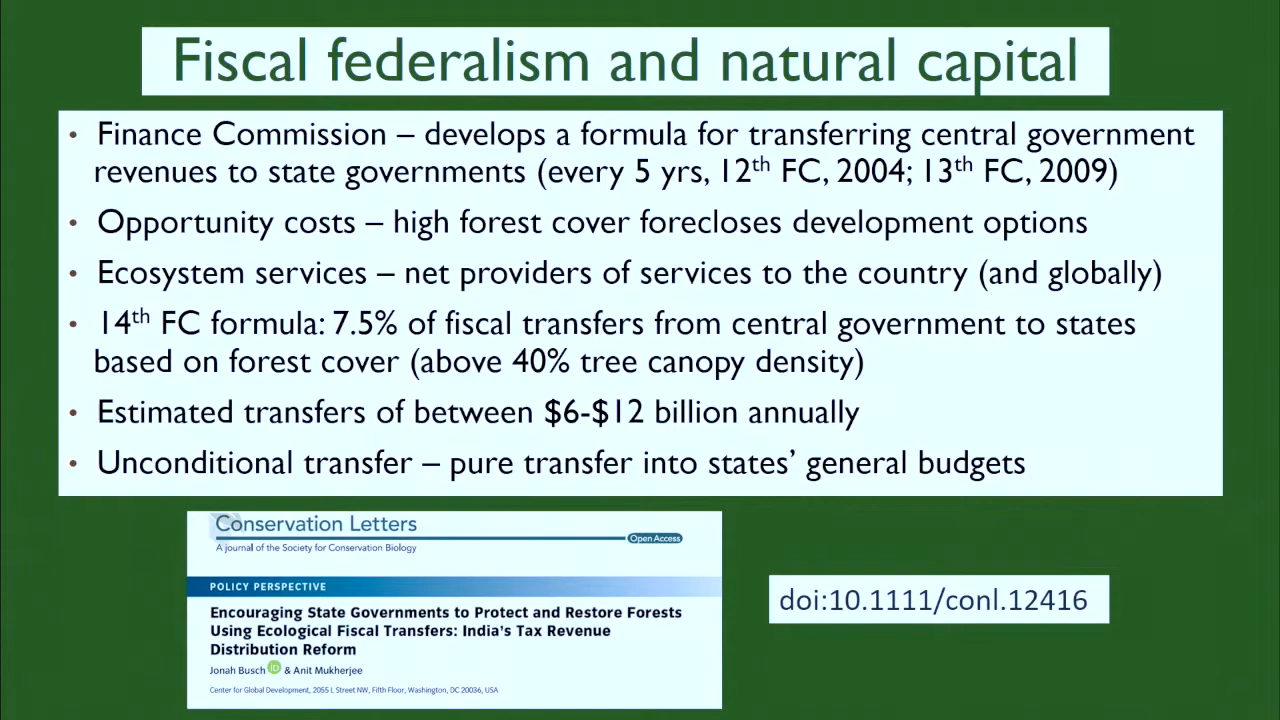 Fiscal federalism and natural capital
• Finance Commission – develops a formula for transferring central government
revenues to state governments (every 5 yrs, 12th FC, 2004; 13th FC, 2009)
• Opportunity costs – high forest cover forecloses development options
• Ecosystem services – net providers of services to the country (and globally)
• 14th FC formula: 7.5% of fiscal transfers from central government to states
based on forest cover (above 40% tree canopy density)
• Estimated transfers of between $6-$12 billion annually
• Unconditional transfer – pure transfer into states’ general budgets
Conservation Letters
Open Access
A journal of the Society for Conservation Biology
POLICY PERSPECTIVE
Encouraging State Governments to Protect and Restore Forests
Using Ecological Fiscal Transfers: India’s Tax Revenue
Distribution Reform
Jonah Busch iD & Anit Mukherjee
Center for Global Development, 2055 L Street NW, Fifth Floor, Washington, DC 20036, USA
doi:10.1111/conl.12416